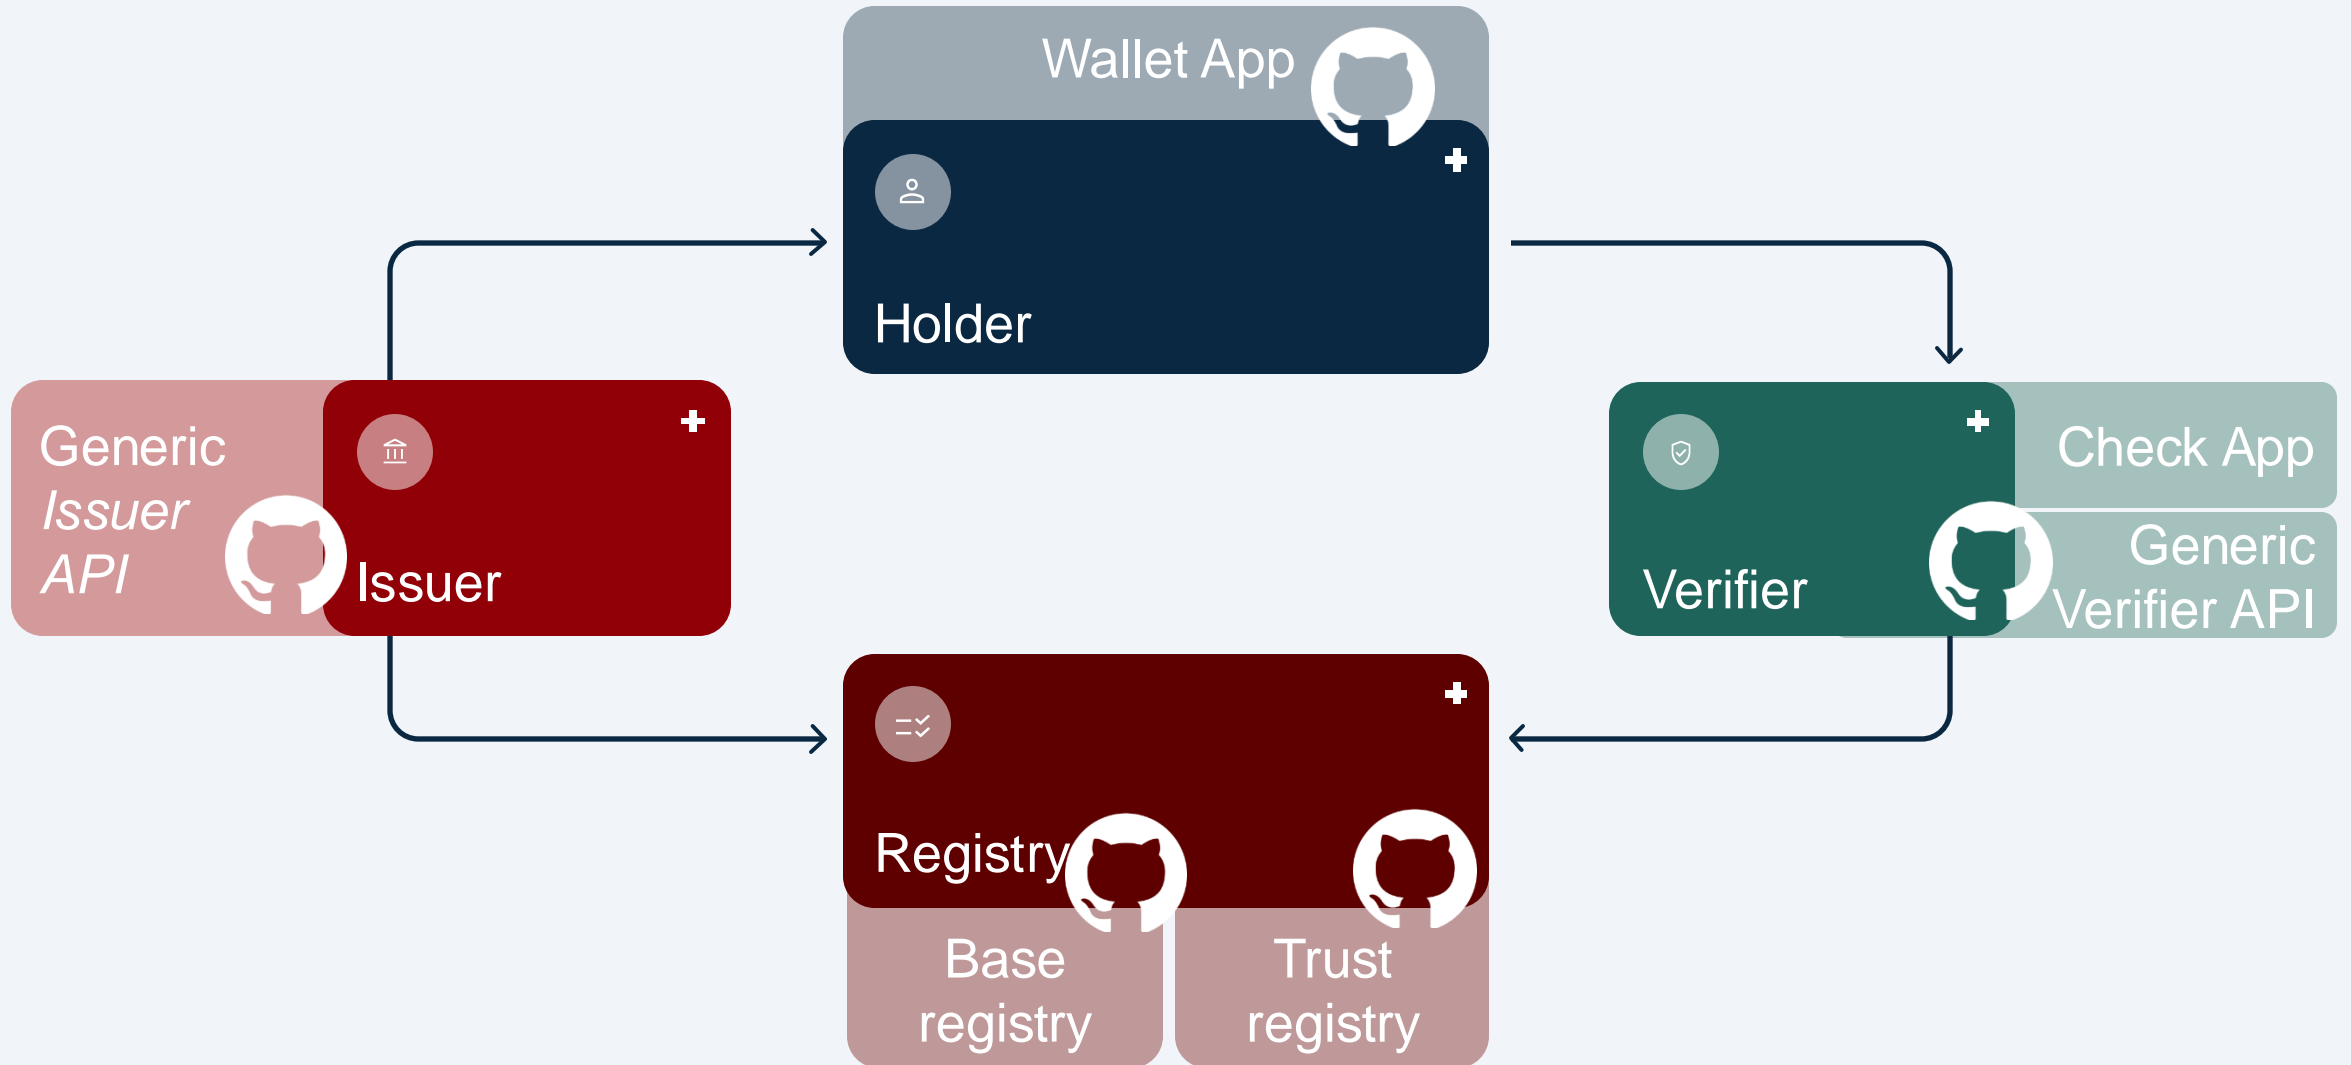 Wallet App
Holder
Generic
Issuer
API
Issuer
Verifier
Check App
Generic
Verifier API
Registry
Base
registry
Trust
registry